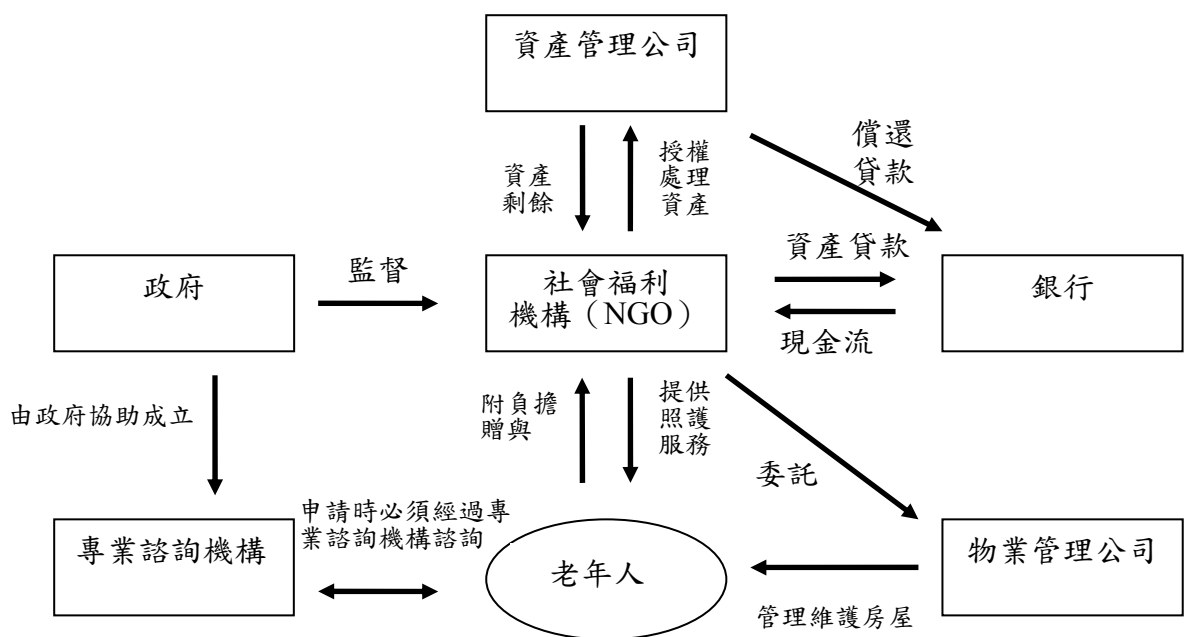 資產管理公司
償還
貸款
資產
剩餘
授權
處理
資產
資產貸款
政府
監督
社會福利
機構（NGO）
銀行
現金流
由政府協助成立
附負擔
贈與
提供
照護
服務
委託
申請時必須經過專
業諮詢機構諮詢
專業諮詢機構
老年人
物業管理公司
管理維護房屋